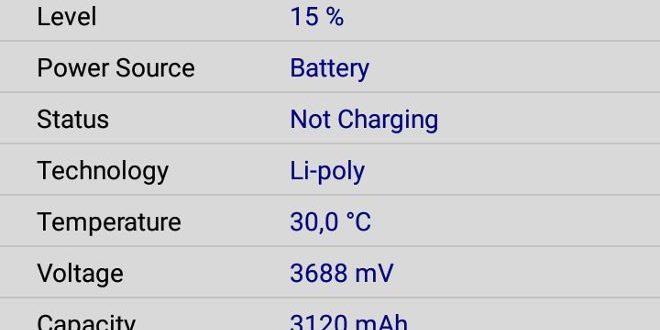 Level 15 %
Power Source Battery
Status Not Charging
Technology Li-poly
Temperature 30,0 °C
Voltage 3688 mV
Capacity 3120 mAh